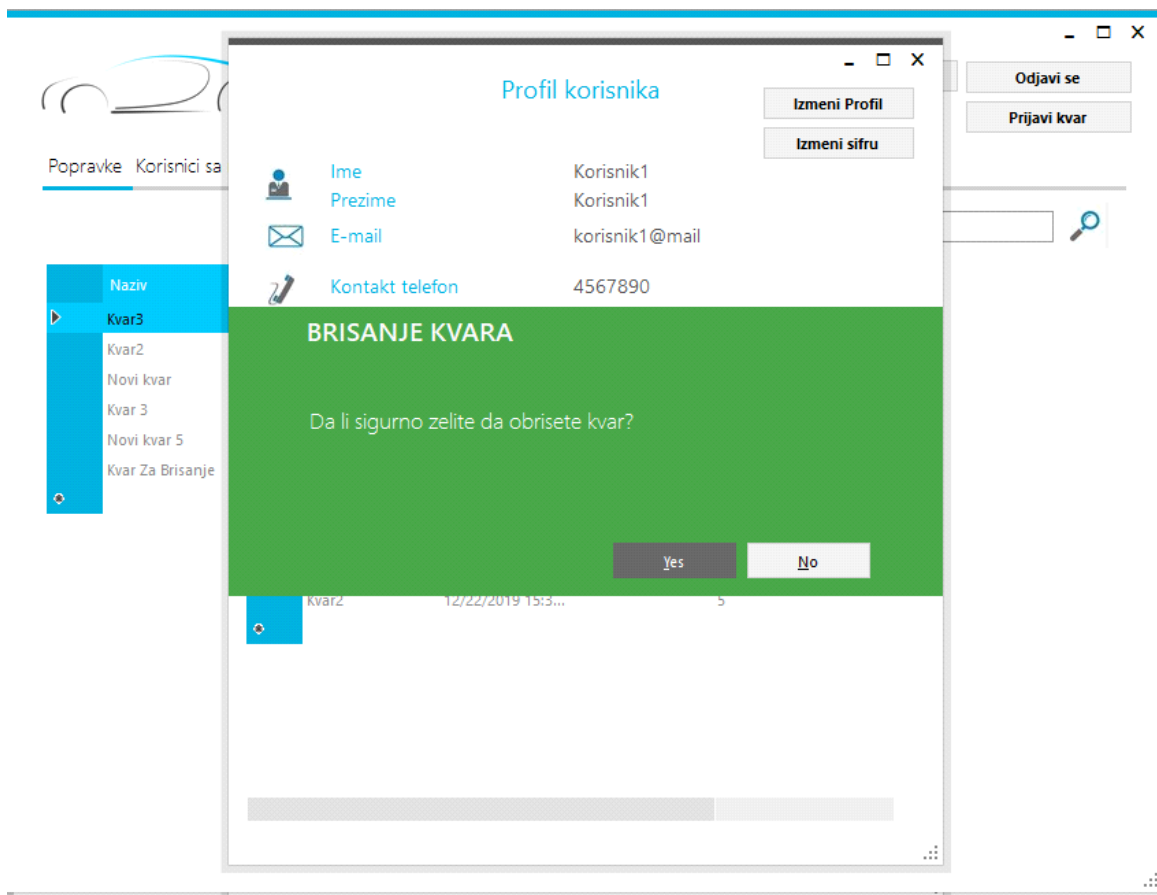 Odjavi se
Prijavi kvar
Popravke Korisnici sa
Naziv
Kvar3
Kvar2
Novi kvar
Kvar 3
Novi kvar 5
Kvar Za Brisanje
Profil korisnika
Izmeni Profil
Izmeni sifru
Ime Korisnik1
Prezime Korisnik1
E-mail korisnik1@mail
Kontakt telefon 4567890
BRISANJE KVARA
Da li sigurno zelite da obrisete kvar?
Yes No
Kvar2 12/22/2019 15:3... 5